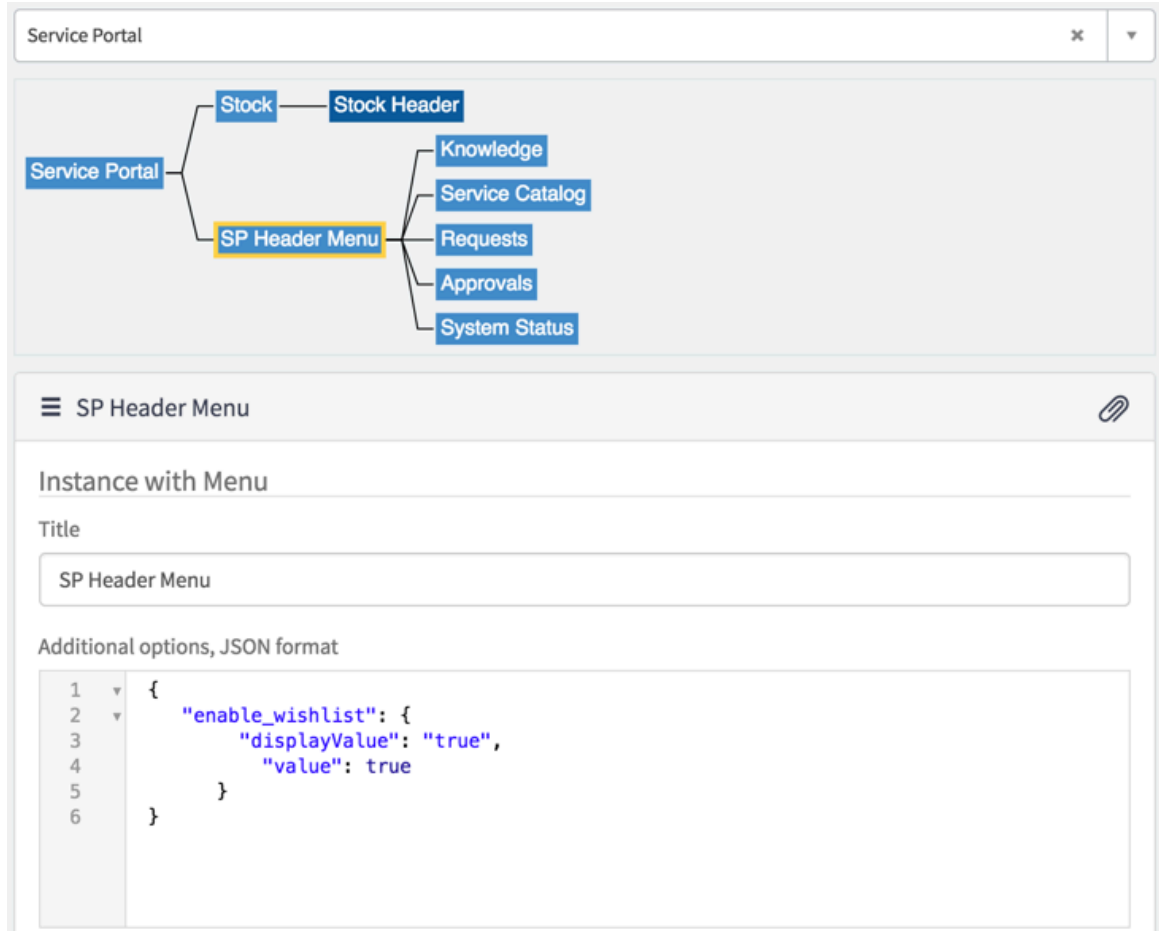 Service Portal
Stock
Stock Header
Knowledge
Service Portal
Service Catalog
SP Header Menu
Requests
Approvals
System Status
SP Header Menu
Instance with Menu
Title
SP Header Menu
Additional options, JSON format
1 {
2 "enable_wishlist": {
3 "displayValue": "true",
4 "value": true
5 }
6 }